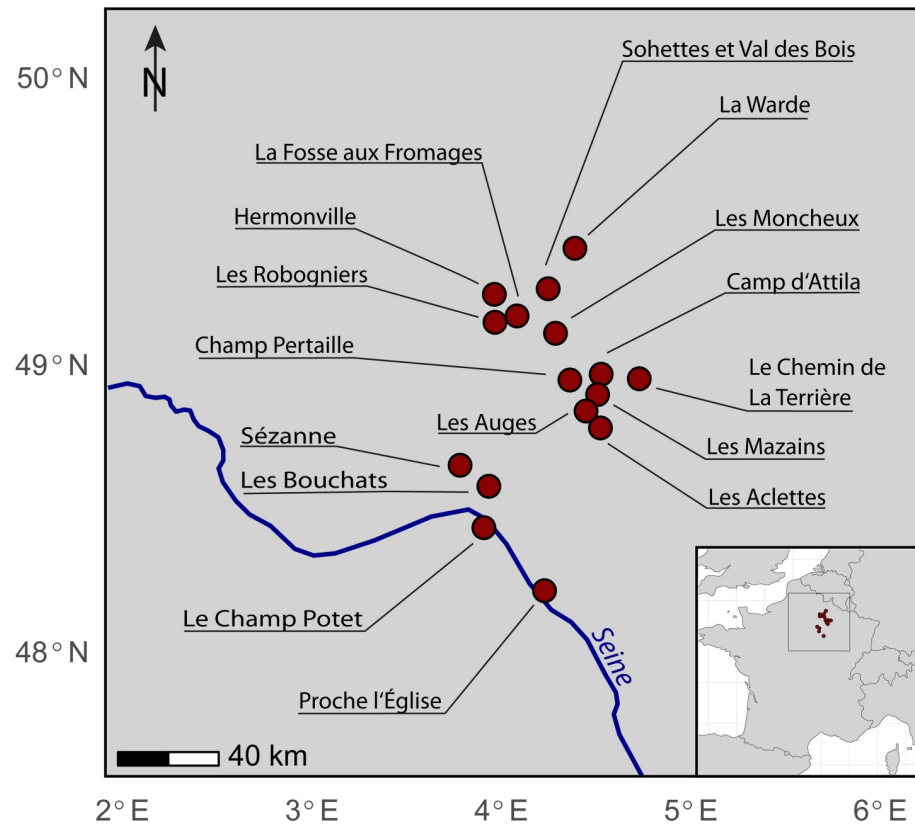 50° N
N
Sohettes et Val des Bois
La Warde
La Fosse aux Fromages
Hermonville
Les Moncheux
Les Robogniers
Camp d‘Attila
Champ Pertaille
49° N
Le Chemin de
La Terrière
Les Auges
Sézanne
Les Mazains
Les Bouchats
Les Aclettes
Le Champ Potet
48° N
Seine
Proche l‘Église
40 km
2° E
3° E
4° E
5° E
6° E